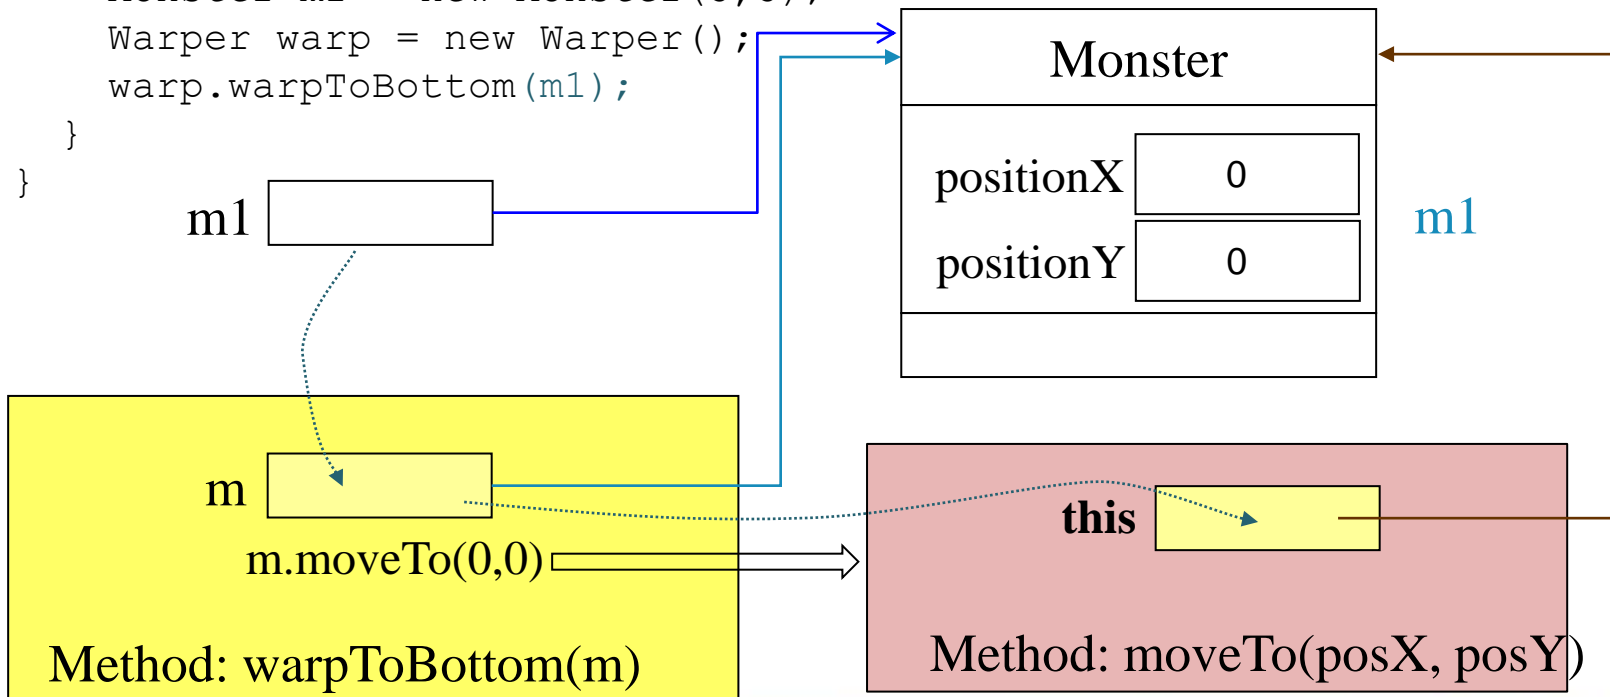 Warper warp = new Warper();
warp.warpToBottom(m1);
}
}
m1
Monster
positionX 0
positionY 0
m1
m
m.moveTo(0,0)
Method: warpToBottom(m)
this
Method: moveTo(posX, posY)